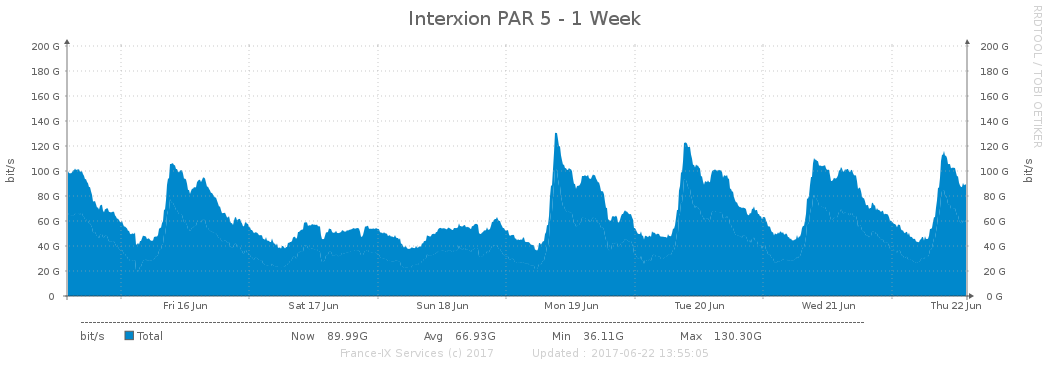 Interxion PAR 5 - 1 Week
RRDTOOL / TOBI OETIKER
bit/s
bit/s
200 G 200 G
180 G 180 G
160 G 160 G
140 G 140 G
120 G 120 G
100 G 100 G
80 G 80 G
60 G 60 G
40 G 40 G
20 G 20 G
0 0 G
Fri 16 Jun Sat 17 Jun Sun 18 Jun Mon 19 Jun Tue 20 Jun Wed 21 Jun Thu 22 Jun
bit/s Total Now 89.99G Avg 66.93G Min 36.11G Max 130.30G
France-IX Services (c) 2017 Updated : 2017-06-22 13:55:05